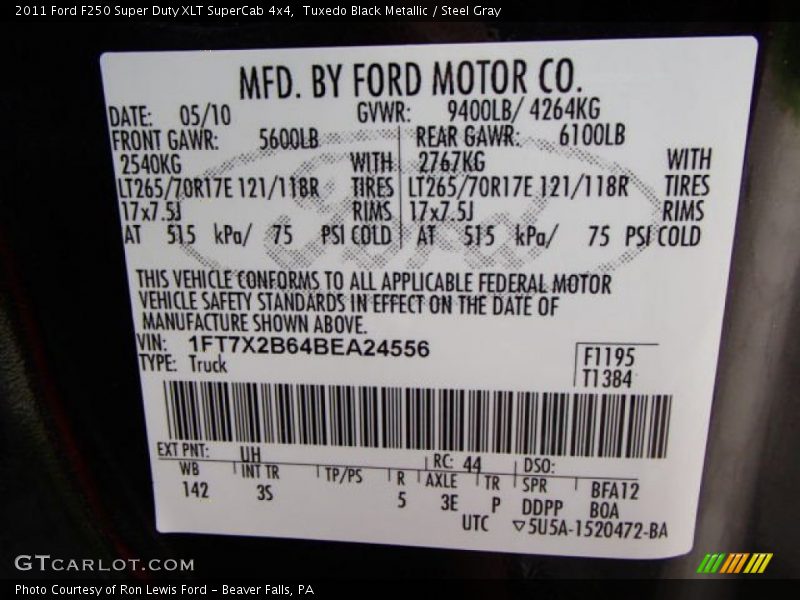 2011 Ford F250 Super Duty XLT SuperCab 4x4,  Tuxedo Black Metallic / Steel Gray
MFD. BY FORD MOTOR CO.
DATE: 05/10 GVWR: 9400LB/ 4264KG
FRONT GAWR: 5600LB REAR GAWR: 6100LB
2540KG WITH 2767KG WITH
LT265/70R17E 121/118R TIRES LT265/70R17E 121/118R TIRES
17x7.5J RIMS 17x7.5J RIMS
AT 515 kPa/ 75 PSI COLD AT 515 kPa/ 75 PSI COLD
Ford
THIS VEHICLE CONFORMS TO ALL APPLICABLE FEDERAL MOTOR
VEHICLE SAFETY STANDARDS IN EFFECT ON THE DATE OF
MANUFACTURE SHOWN ABOVE.
VIN: 1FT7X2B64BEA24556
TYPE: Truck
F1195
T1384
EXT PNT: UH RC: 44 DSO:
WB INT TR TP/PS R AXLE TR SPR BFA12
142 3S 5 3E P DDPP BOA
UTC ▽5U5A-1520472-BA
GTcarlot.com
Photo Courtesy of Ron Lewis Ford - Beaver Falls, PA